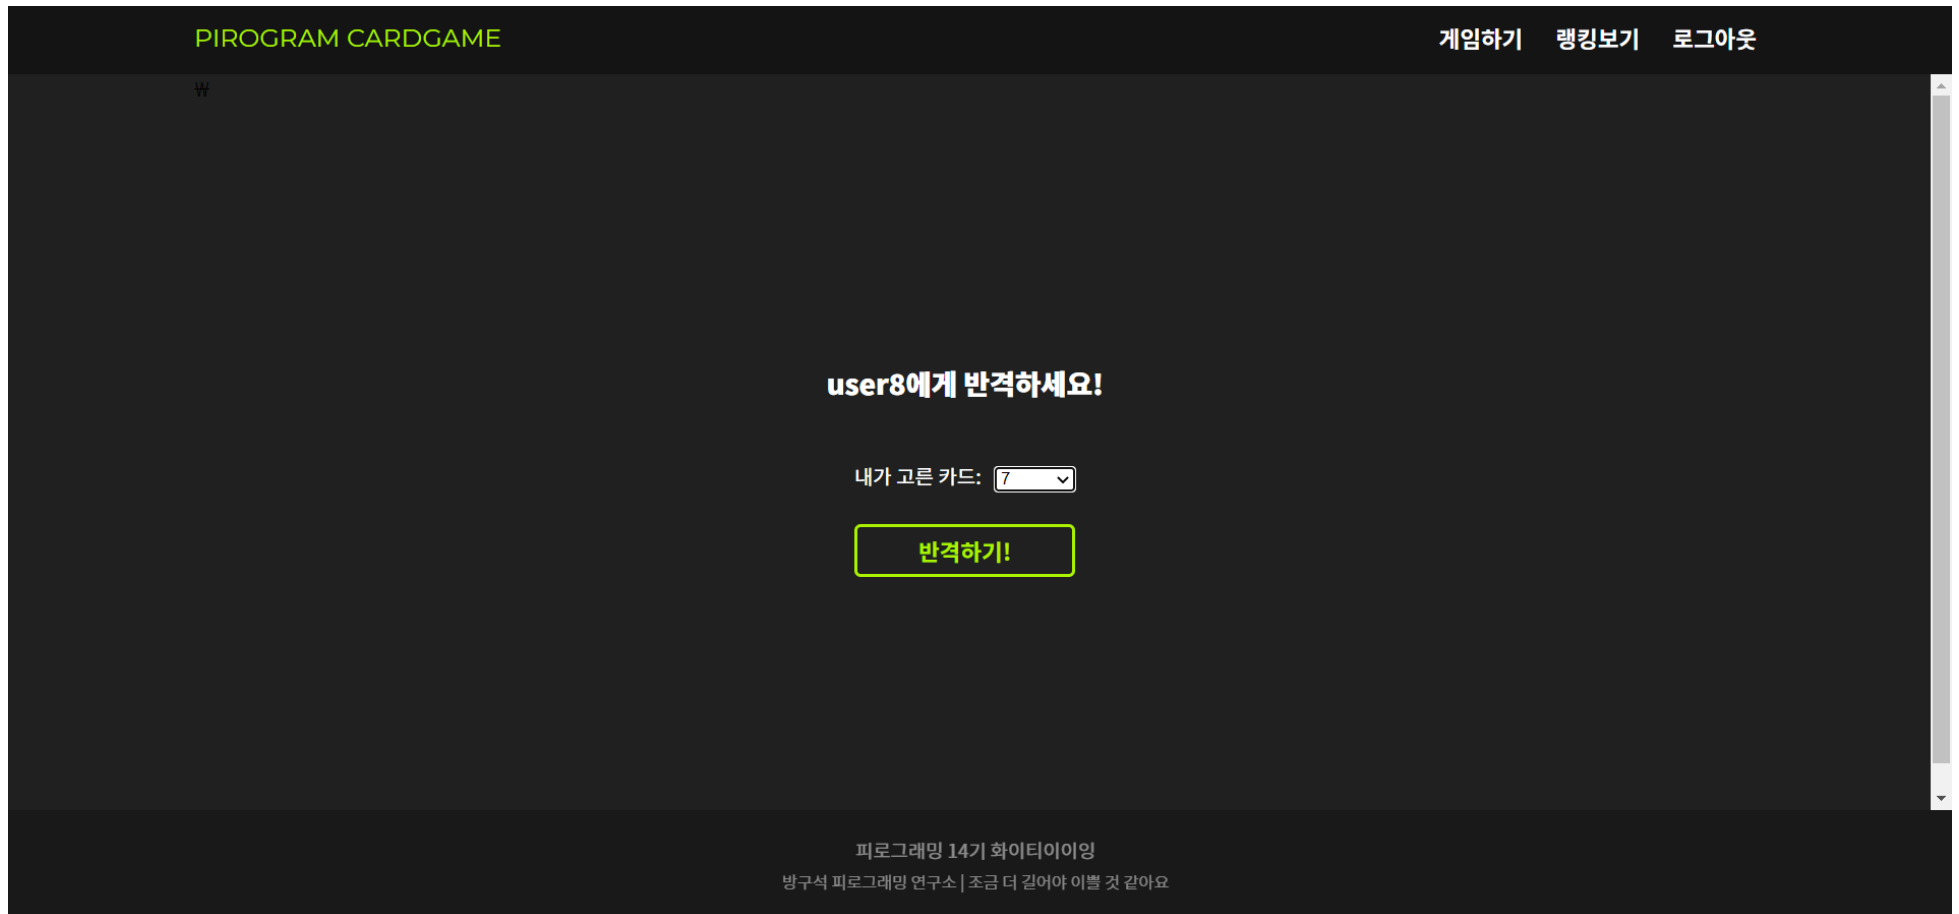 PIROGRAM CARDGAME 게임하기 랭킹보기 로그아웃
₩
user8에게 반격하세요!
내가 고른 카드: 7
반격하기!
피로그래밍 14기 화이티이이잉
방구석 피로그래밍 연구소 | 조금 더 길어야 이쁠 것 같아요